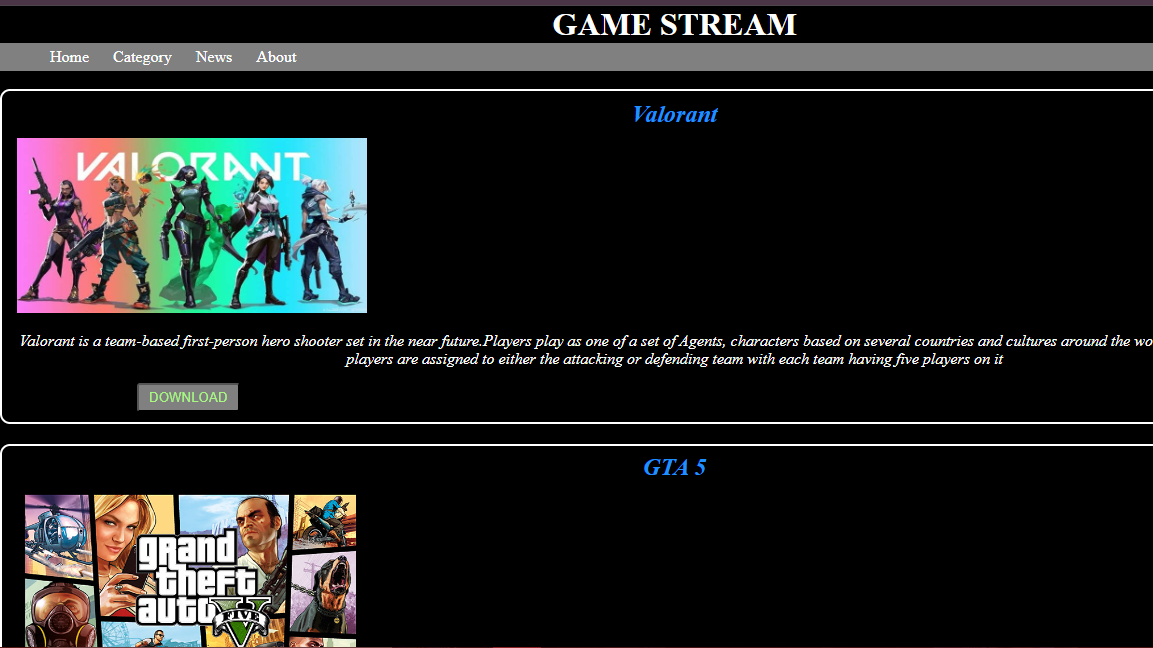 GAME STREAM
Home Category News About
Valorant
VALORANT
Valorant is a team-based first-person hero shooter set in the near future.Players play as one of a set of Agents, characters based on several countries and cultures around the wo
players are assigned to either the attacking or defending team with each team having five players on it
DOWNLOAD
GTA 5
grand
theft
auto
V
FIVE